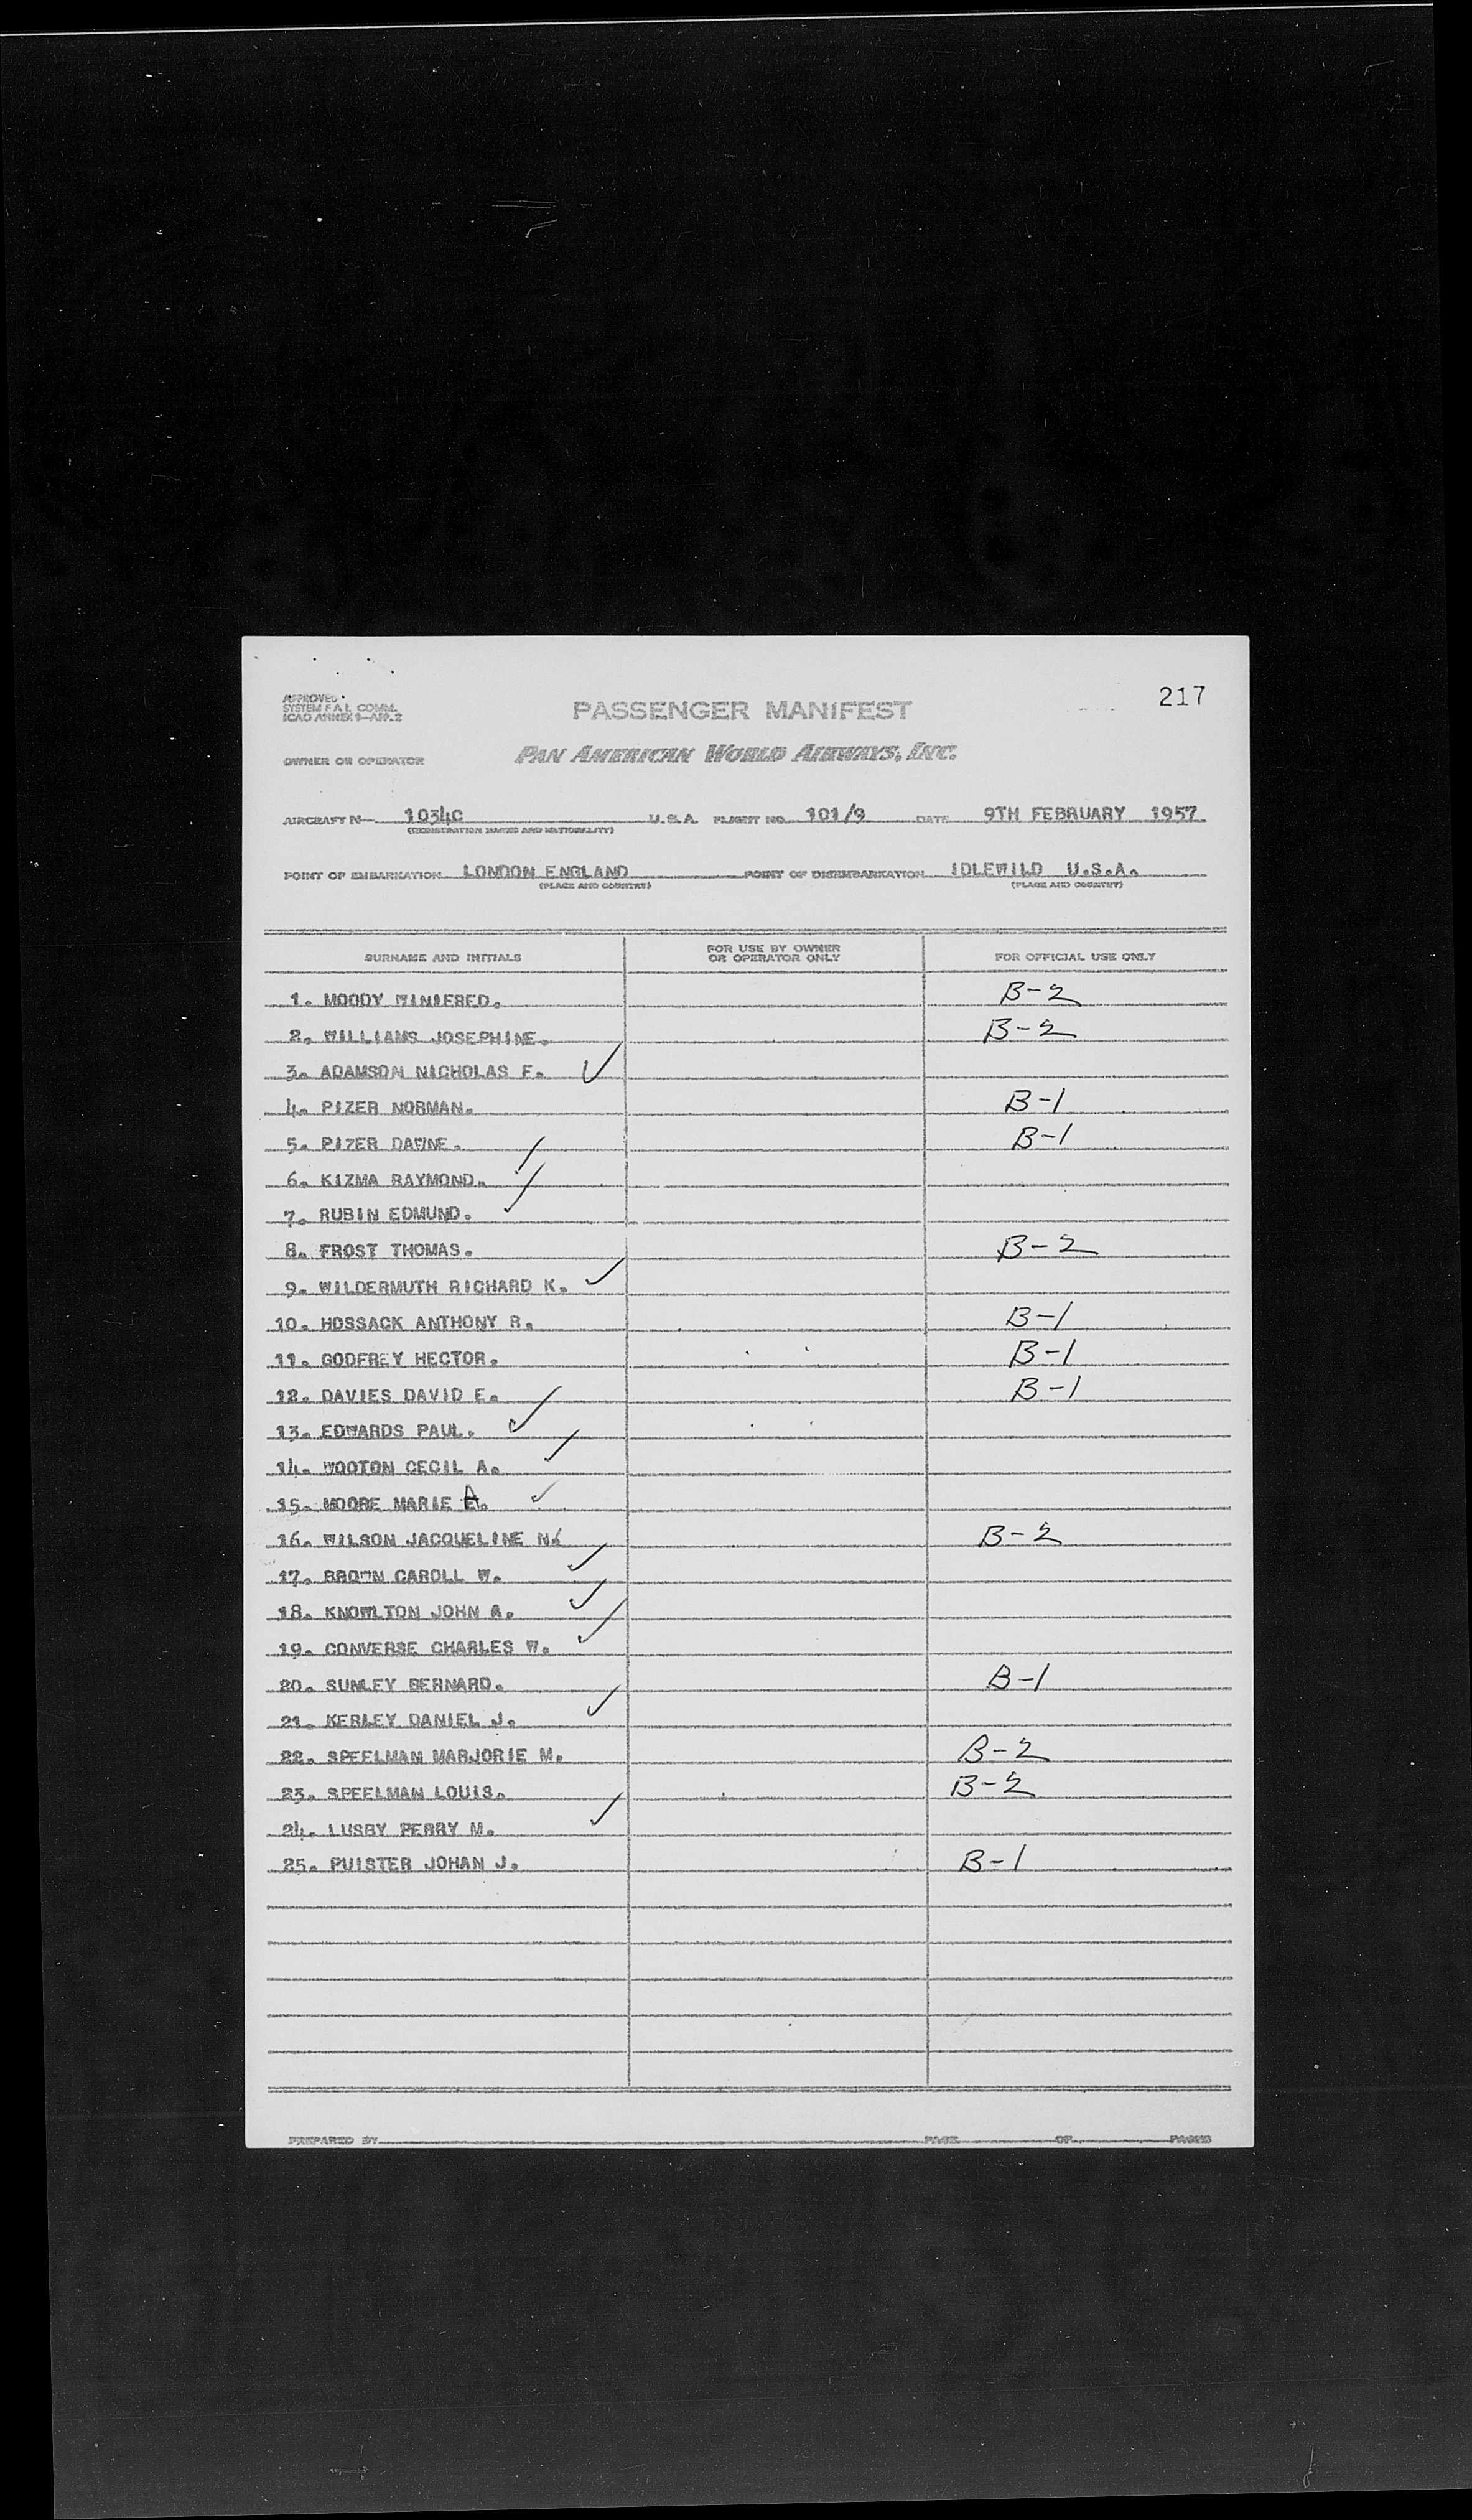 217
APPROVED
SYSTEM F A L COMM.
ICAO ANNEX 9—APP. 2
PASSENGER MANIFEST
OWNER OR OPERATOR PAN AMERICAN WORLD AIRWAYS, INC.
AIRCRAFT N— 1034C U.S.A. FLIGHT NO. 101/9 DATE 9TH FEBRUARY 1957
(REGISTRATION MARKS AND NATIONALITY)
POINT OF EMBARKATION LONDON ENGLAND POINT OF DISEMBARKATION IDLEWILD U.S.A.
(PLACE AND COUNTRY) (PLACE AND COUNTRY)
SURNAME AND INITIALS FOR USE BY OWNER OR OPERATOR ONLY FOR OFFICIAL USE ONLY
1. MOODY WINIFRED. B-2
2. WILLIAMS JOSEPHINE. B-2
3. ADAMSON NICHOLAS F. ✓
4. PIZER NORMAN. B-1
5. PIZER DAWNE. B-1
6. KIZMA RAYMOND. ✓
7. RUBIN EDMUND. ✓
8. FROST THOMAS. B-2
9. WILDERMUTH RICHARD K. ✓
10. HOSSACK ANTHONY R. B-1
11. GODFREY HECTOR. B-1
12. DAVIES DAVID E. B-1
13. EDWARDS PAUL. ✓
14. WOOTON CECIL A. ✓
15. MOORE MARIE A. ✓
16. WILSON JACQUELINE N. B-2
17. BROWN CAROLL W. ✓
18. KNOWLTON JOHN A. ✓
19. CONVERSE CHARLES W. ✓
20. SUNLEY BERNARD. B-1
21. KERLEY DANIEL J. ✓
22. SPEELMAN MARJORIE M. B-2
23. SPEELMAN LOUIS. B-2
24. LUSBY PERRY M. ✓
25. PUISTER JOHAN J. B-1
PREPARED BY PAGE OF PAGES